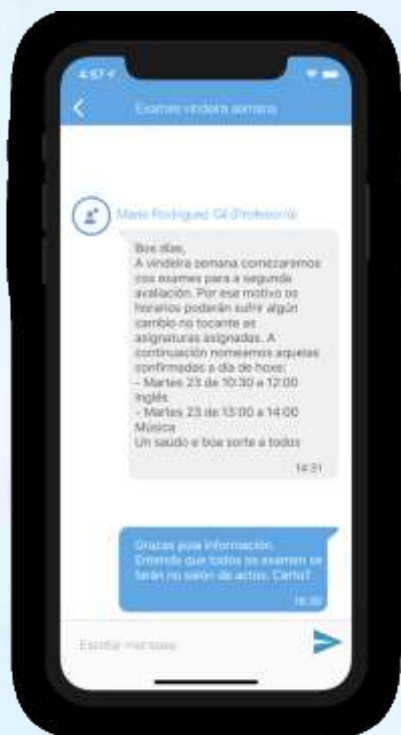 4:57
Exames vindeira semana
María Rodríguez Gil (Profesor/a)
Bos días,
A vindeira semana comezaremos
cos exames para a segunda
avaliación. Por ese motivo os
horarios poderán sufrir algún
cambio no tocante as
asignaturas asignadas. A
continuación nomeamos aquelas
confirmadas a día de hoxe:
- Martes 23 de 10:30 a 12:00
Inglés
- Martes 23 de 13:00 a 14:00
Música
Un saúdo e boa sorte a todos
14:31
Grazas pola información.
Entendo que todos os examen se
farán no salón de actos. Certo?
Escribir mensaxe